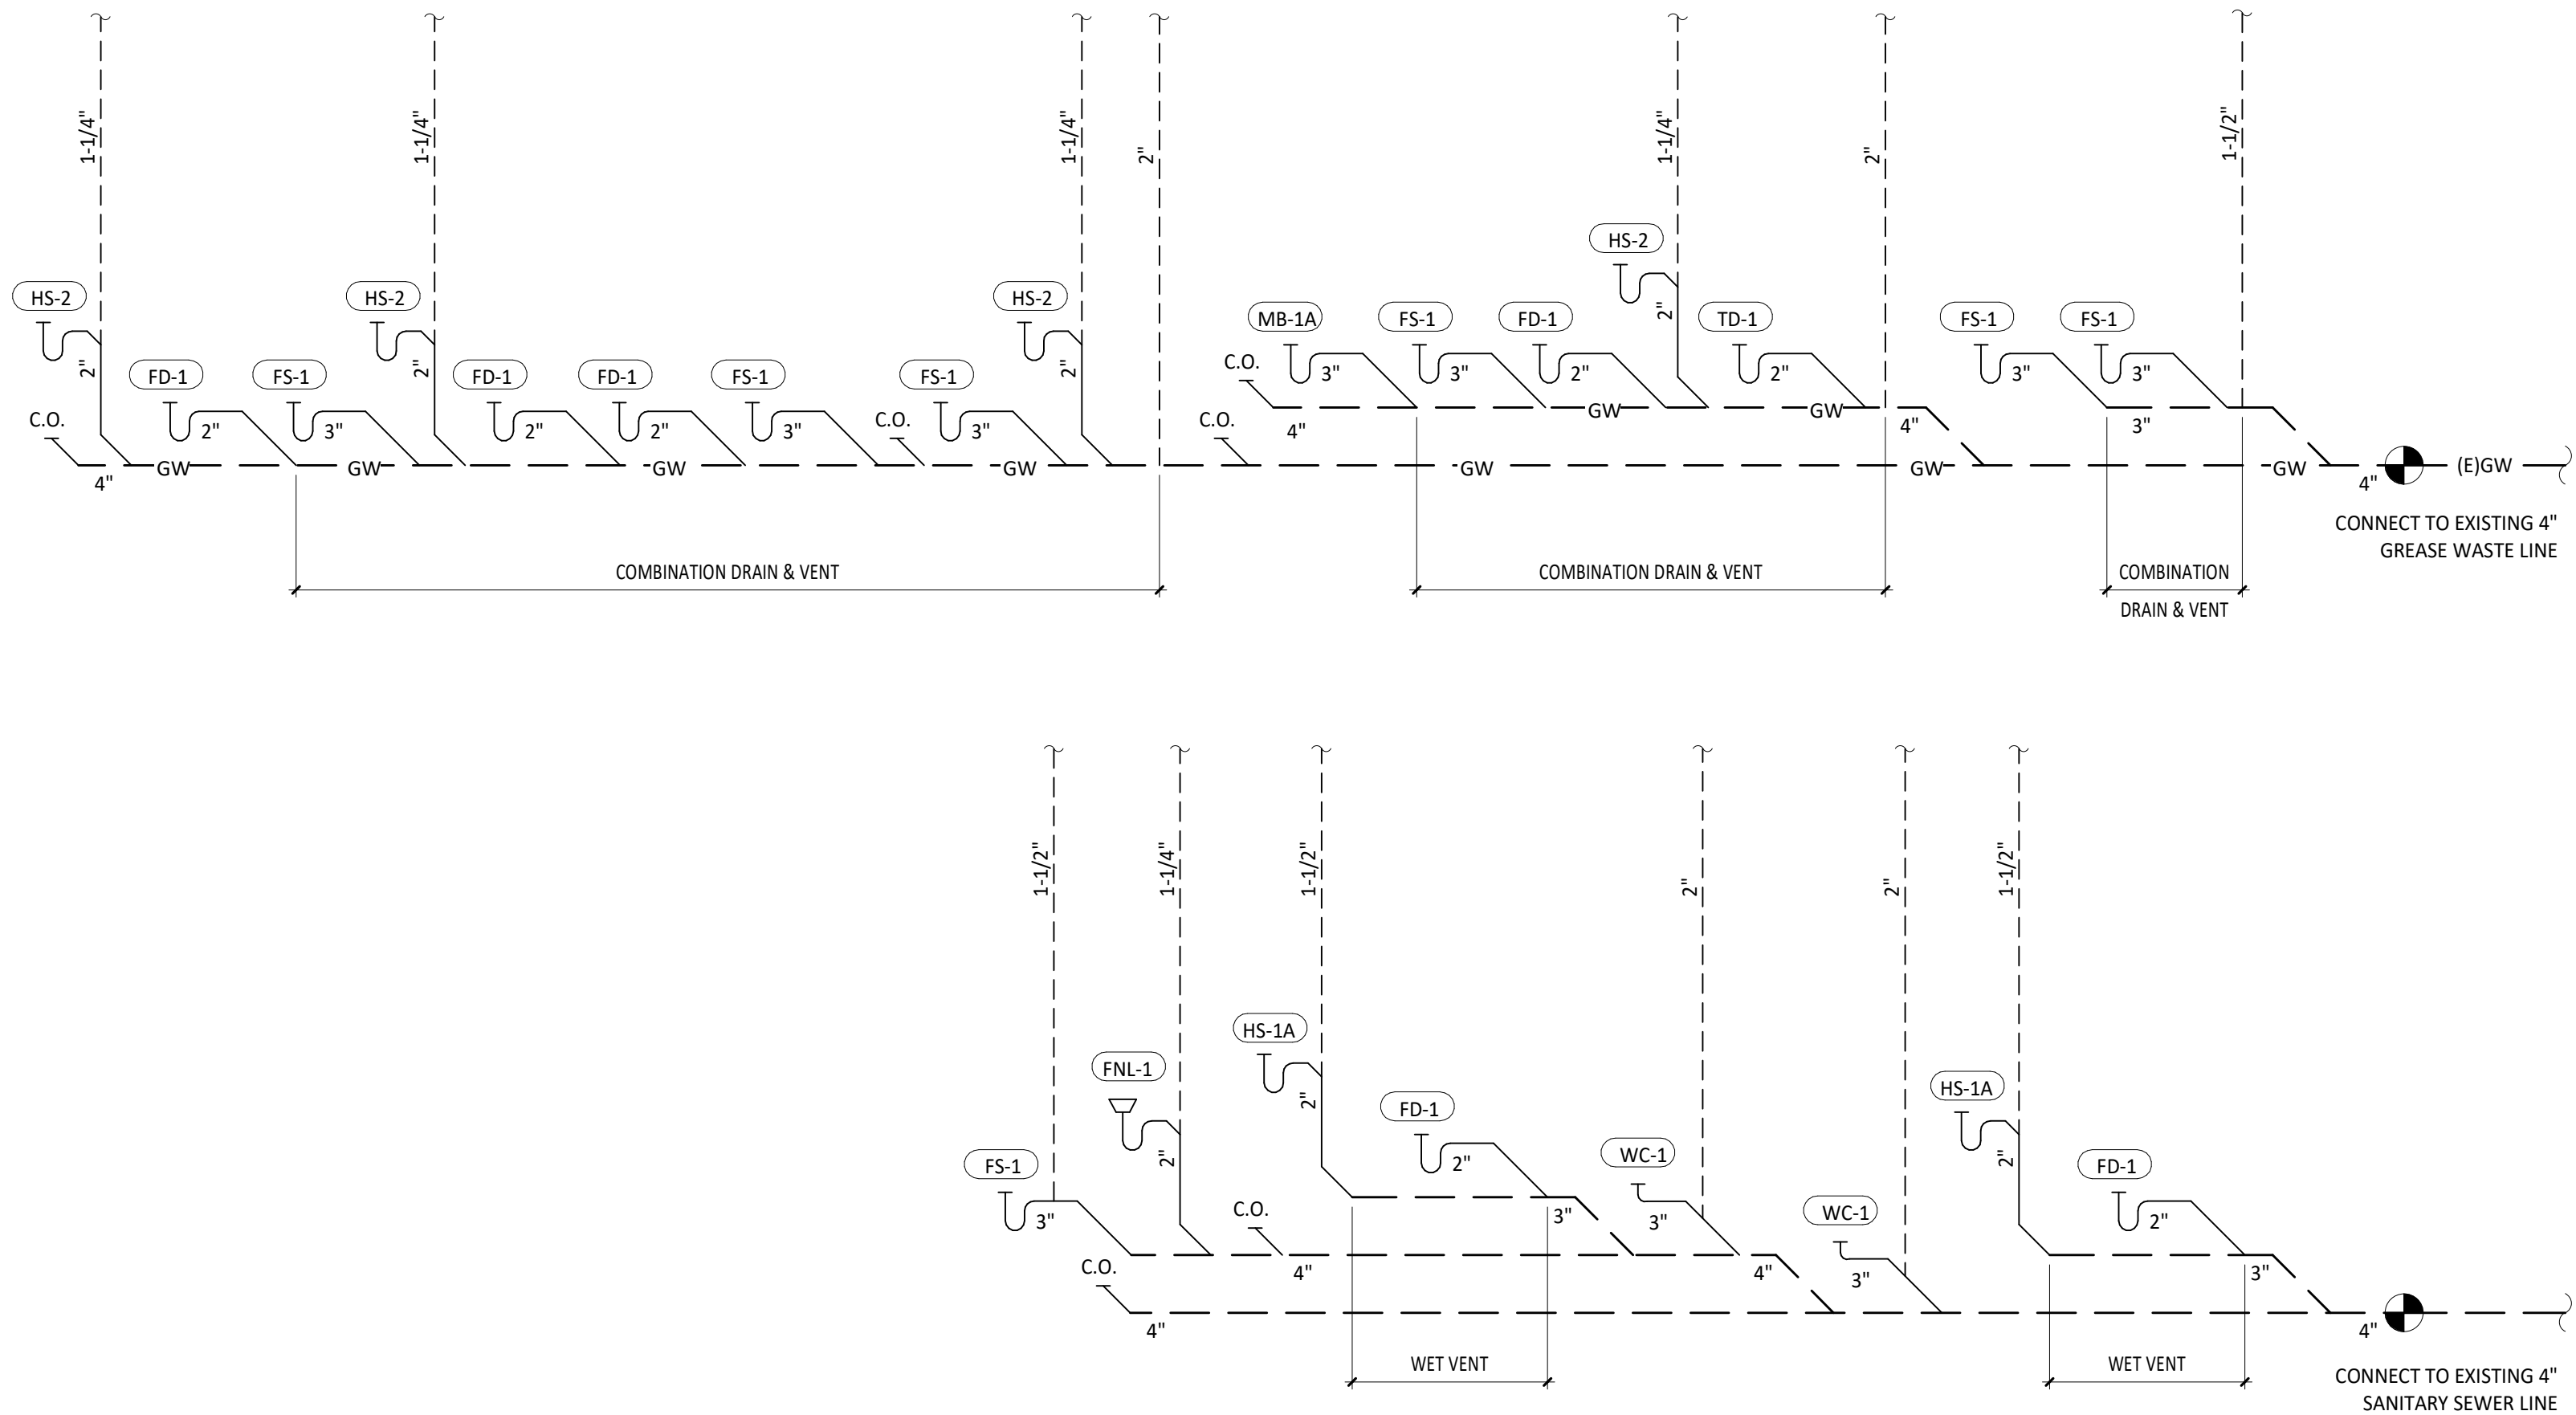 1-1/4"
1-1/4"
1-1/4"
2"
1-1/4"
2"
1-1/2"
HS-2
HS-2
HS-2
HS-2
2"
2"
2"
2"
MB-1A
FS-1
FD-1
TD-1
FS-1
FS-1
C.O.
3"
3"
2"
2"
3"
3"
FD-1
FS-1
FD-1
FD-1
FS-1
FS-1
C.O.
2"
3"
2"
2"
3"
C.O.
3"
C.O.
4"
GW
GW
4"
3"
4"
GW
GW
GW
GW
GW
GW
GW
4"
(E)GW
CONNECT TO EXISTING 4"
GREASE WASTE LINE
COMBINATION DRAIN & VENT
COMBINATION DRAIN & VENT
COMBINATION
DRAIN & VENT
1-1/2"
1-1/4"
1-1/2"
2"
2"
1-1/2"
HS-1A
FNL-1
HS-1A
2"
FD-1
2"
FS-1
2"
WC-1
2"
FD-1
3"
2"
C.O.
3"
3"
WC-1
2"
C.O.
4"
4"
3"
3"
4"
4"
WET VENT
WET VENT
CONNECT TO EXISTING 4"
SANITARY SEWER LINE